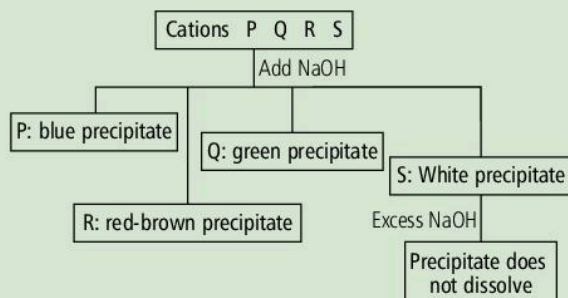 Cations P Q R S
Add NaOH
P: blue precipitate
Q: green precipitate
S: White precipitate
R: red-brown precipitate
Excess NaOH
Precipitate does
not dissolve